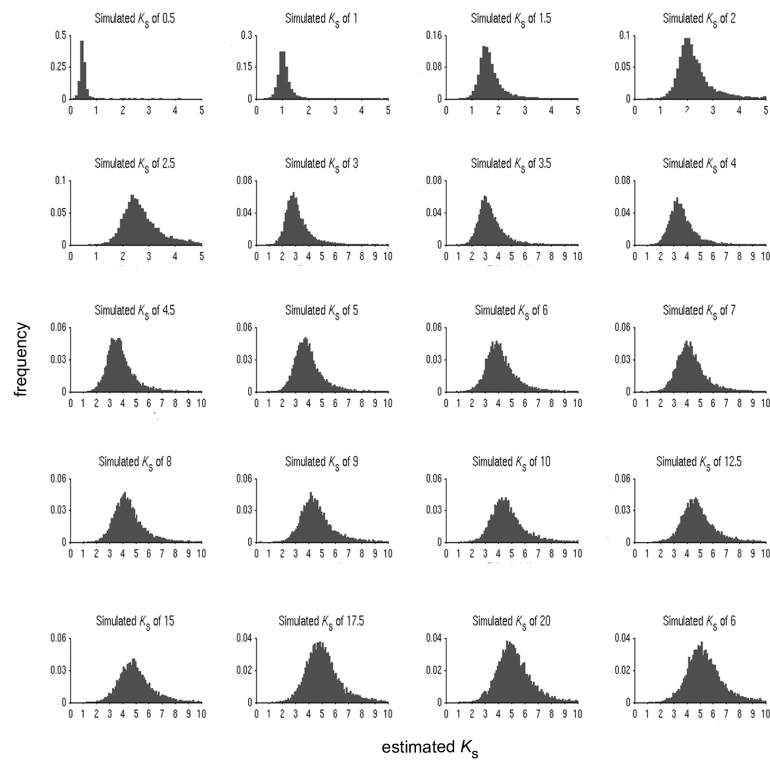 Simulated Ks of 0.5 Simulated Ks of 1 Simulated Ks of 1.5 Simulated Ks of 2
0.5 0.3 0.16 0.1
0.25 0.15 0.08 0.05
0 0 0 0
0 1 2 3 4 5 0 1 2 3 4 5 0 1 2 3 4 5 0 1 2 3 4 5
Simulated Ks of 2.5 Simulated Ks of 3 Simulated Ks of 3.5 Simulated Ks of 4
0.1 0.08 0.08 0.08
0.05 0.04 0.04 0.04
0 0 0 0
0 1 2 3 4 5 0 1 2 3 4 5 6 7 8 9 10 0 1 2 3 4 5 6 7 8 9 10 0 1 2 3 4 5 6 7 8 9 10
Simulated Ks of 4.5 Simulated Ks of 5 Simulated Ks of 6 Simulated Ks of 7
0.06 0.06 0.06 0.06
0.03 0.03 0.03 0.03
0 0 0 0
0 1 2 3 4 5 6 7 8 9 10 0 1 2 3 4 5 6 7 8 9 10 0 1 2 3 4 5 6 7 8 9 10 0 1 2 3 4 5 6 7 8 9 10
frequency
Simulated Ks of 8 Simulated Ks of 9 Simulated Ks of 10 Simulated Ks of 12.5
0.06 0.06 0.06 0.06
0.03 0.03 0.03 0.03
0 0 0 0
0 1 2 3 4 5 6 7 8 9 10 0 1 2 3 4 5 6 7 8 9 10 0 1 2 3 4 5 6 7 8 9 10 0 1 2 3 4 5 6 7 8 9 10
Simulated Ks of 15 Simulated Ks of 17.5 Simulated Ks of 20 Simulated Ks of 6
0.06 0.04 0.04 0.04
0.03 0.02 0.02 0.02
0 0 0 0
0 1 2 3 4 5 6 7 8 9 10 0 1 2 3 4 5 6 7 8 9 10 0 1 2 3 4 5 6 7 8 9 10 0 1 2 3 4 5 6 7 8 9 10
estimated Ks